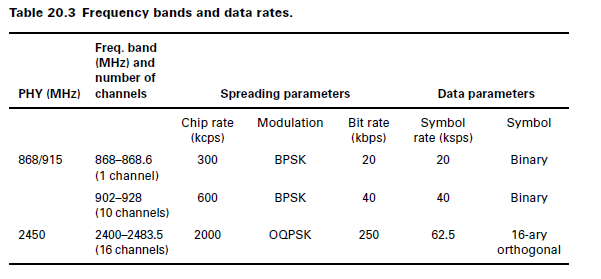 Table 20.3 Frequency bands and data rates.
Freq. band
(MHz) and
number of
PHY (MHz) channels Spreading parameters Data parameters
Chip rate Modulation Bit rate Symbol Symbol
(kcps) (kbps) rate (ksps)
868/915 868–868.6 300 BPSK 20 20 Binary
(1 channel)
902–928 600 BPSK 40 40 Binary
(10 channels)
2450 2400–2483.5 2000 OQPSK 250 62.5 16-ary
(16 channels) orthogonal